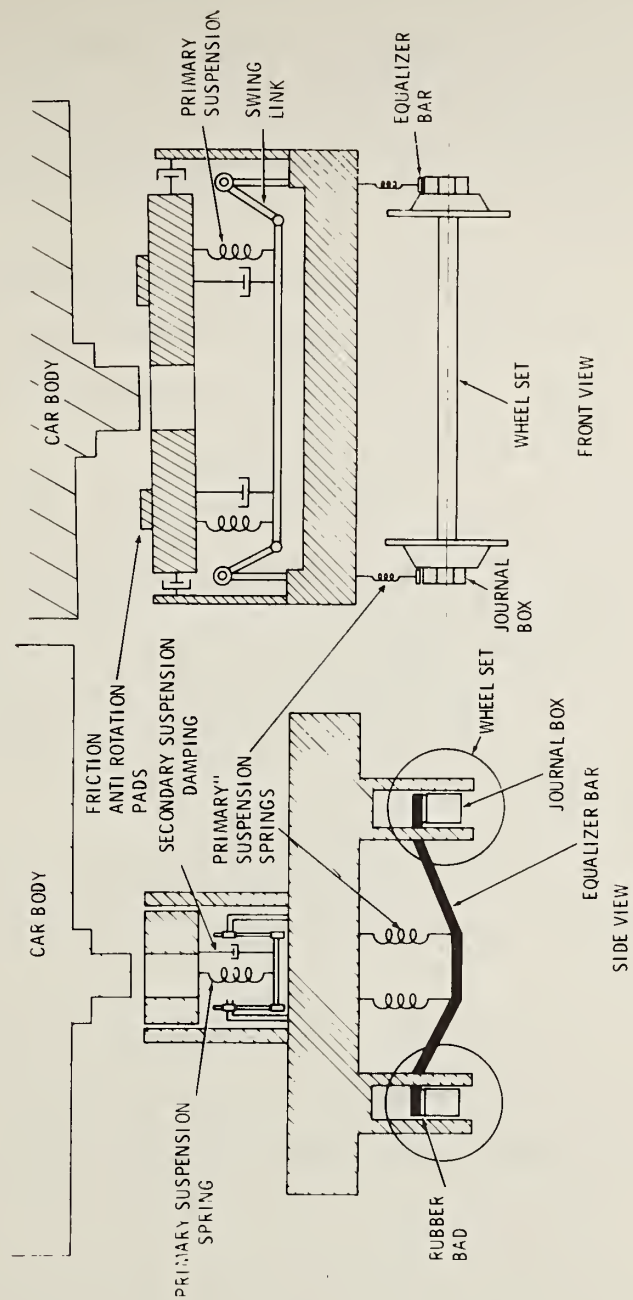 CAR BODY
CAR BODY
FRICTION
ANTI ROTATION
PADS
SECONDARY SUSPENSION
DAMPING
PRIMARY"
SUSPENSION
SPRINGS
PRIMARY SUSPENSION
SPRING
RUBBER
BAD
WHEEL SET
JOURNAL BOX
EQUALIZER BAR
SIDE VIEW
PRIMARY
SUSPENSION
SWING
LINK
EQUALIZER
BAR
JOURNAL
BOX
WHEEL SET
FRONT VIEW